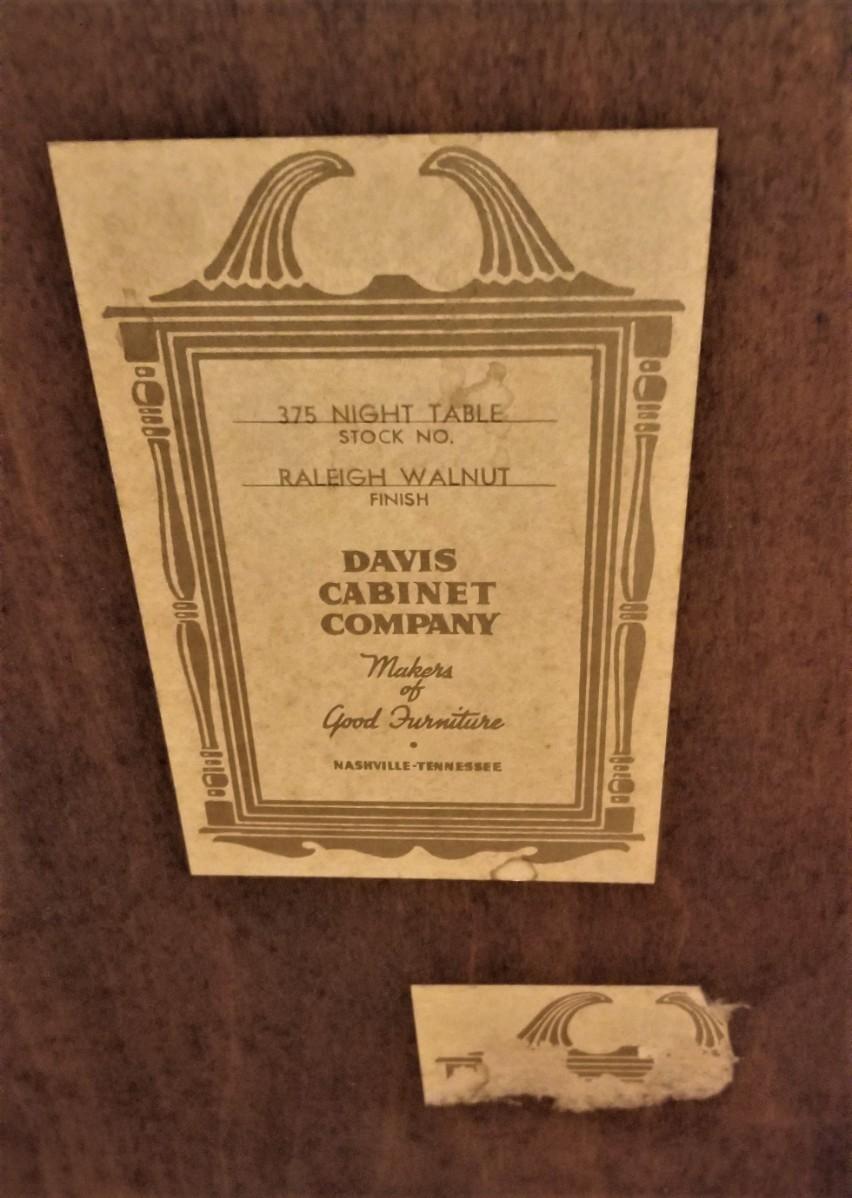 375 NIGHT TABLE
STOCK NO.
RALEIGH WALNUT
FINISH
DAVIS
CABINET
COMPANY
Makers
of
Good Furniture
NASHVILLE-TENNESSEE